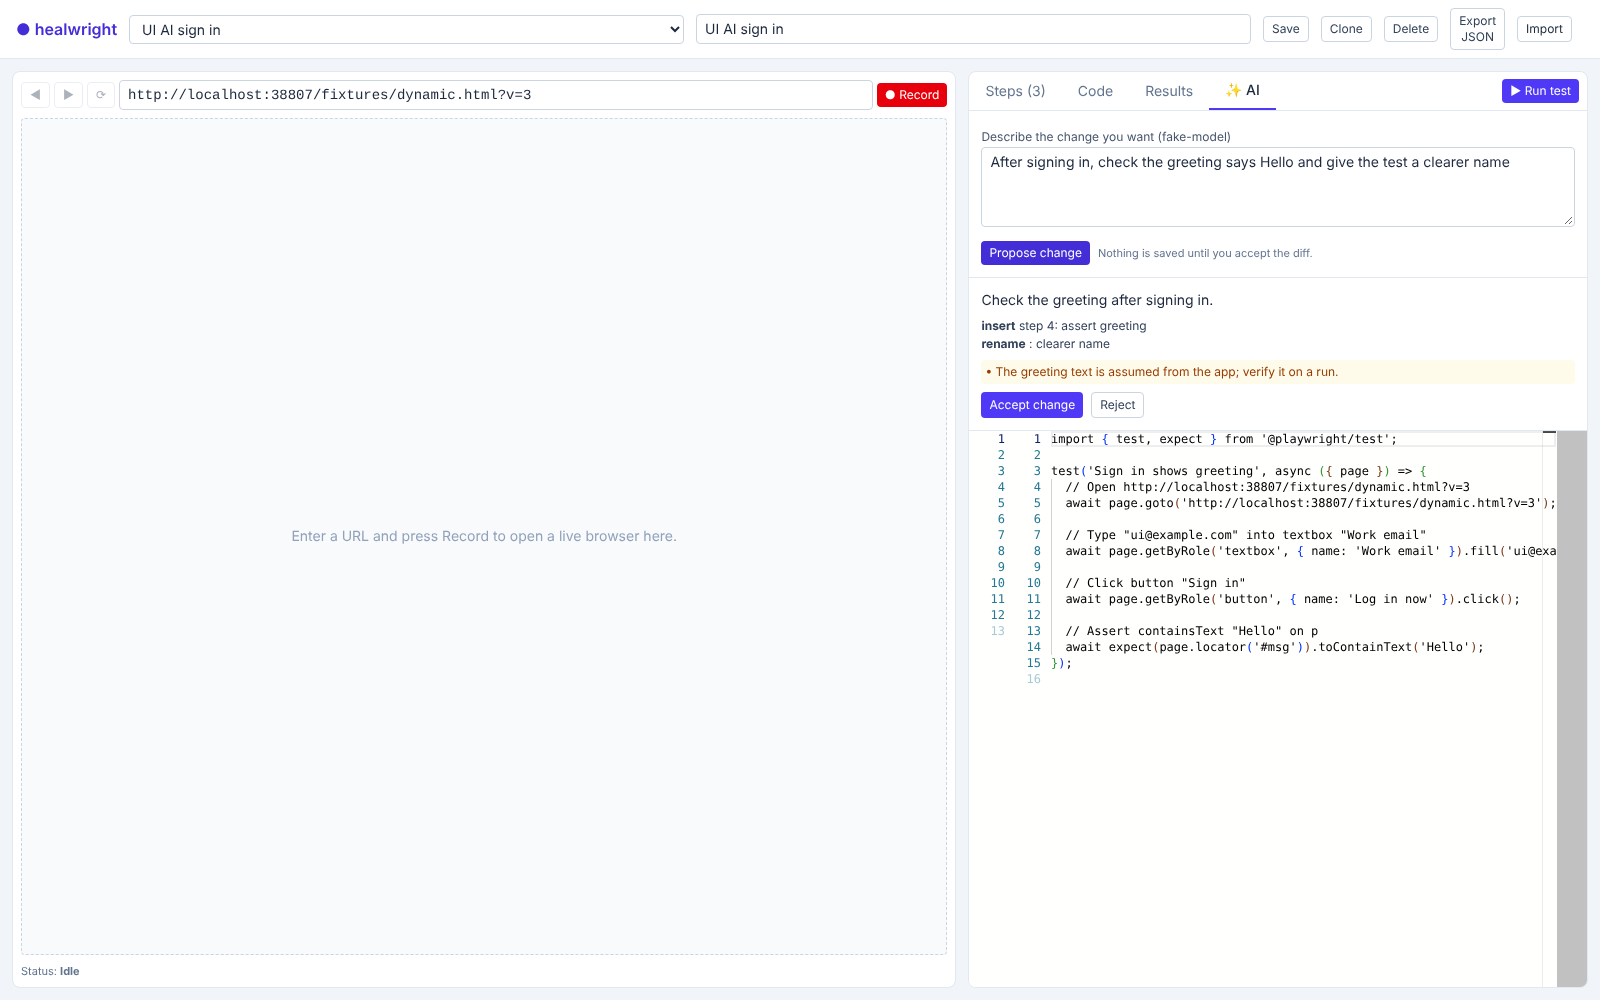 healwright
UI AI sign in
UI AI sign in
Save
Clone
Delete
Export
JSON
Import
http://localhost:38807/fixtures/dynamic.html?v=3
Record
Enter a URL and press Record to open a live browser here.
Status: Idle
Steps (3)
Code
Results
✨ AI
▶ Run test
Describe the change you want (fake-model)
After signing in, check the greeting says Hello and give the test a clearer name
Propose change
Nothing is saved until you accept the diff.
Check the greeting after signing in.
insert step 4: assert greeting
rename : clearer name
• The greeting text is assumed from the app; verify it on a run.
Accept change
Reject
1 1 import { test, expect } from '@playwright/test';
2 2
3 3 test('Sign in shows greeting', async ({ page }) => {
4 4 // Open http://localhost:38807/fixtures/dynamic.html?v=3
5 5 await page.goto('http://localhost:38807/fixtures/dynamic.html?v=3');
6 6
7 7 // Type "ui@example.com" into textbox "Work email"
8 8 await page.getByRole('textbox', { name: 'Work email' }).fill('ui@exa
9 9
10 10 // Click button "Sign in"
11 11 await page.getByRole('button', { name: 'Log in now' }).click();
12 12
13 13 // Assert containsText "Hello" on p
14 await expect(page.locator('#msg')).toContainText('Hello');
15 });
16